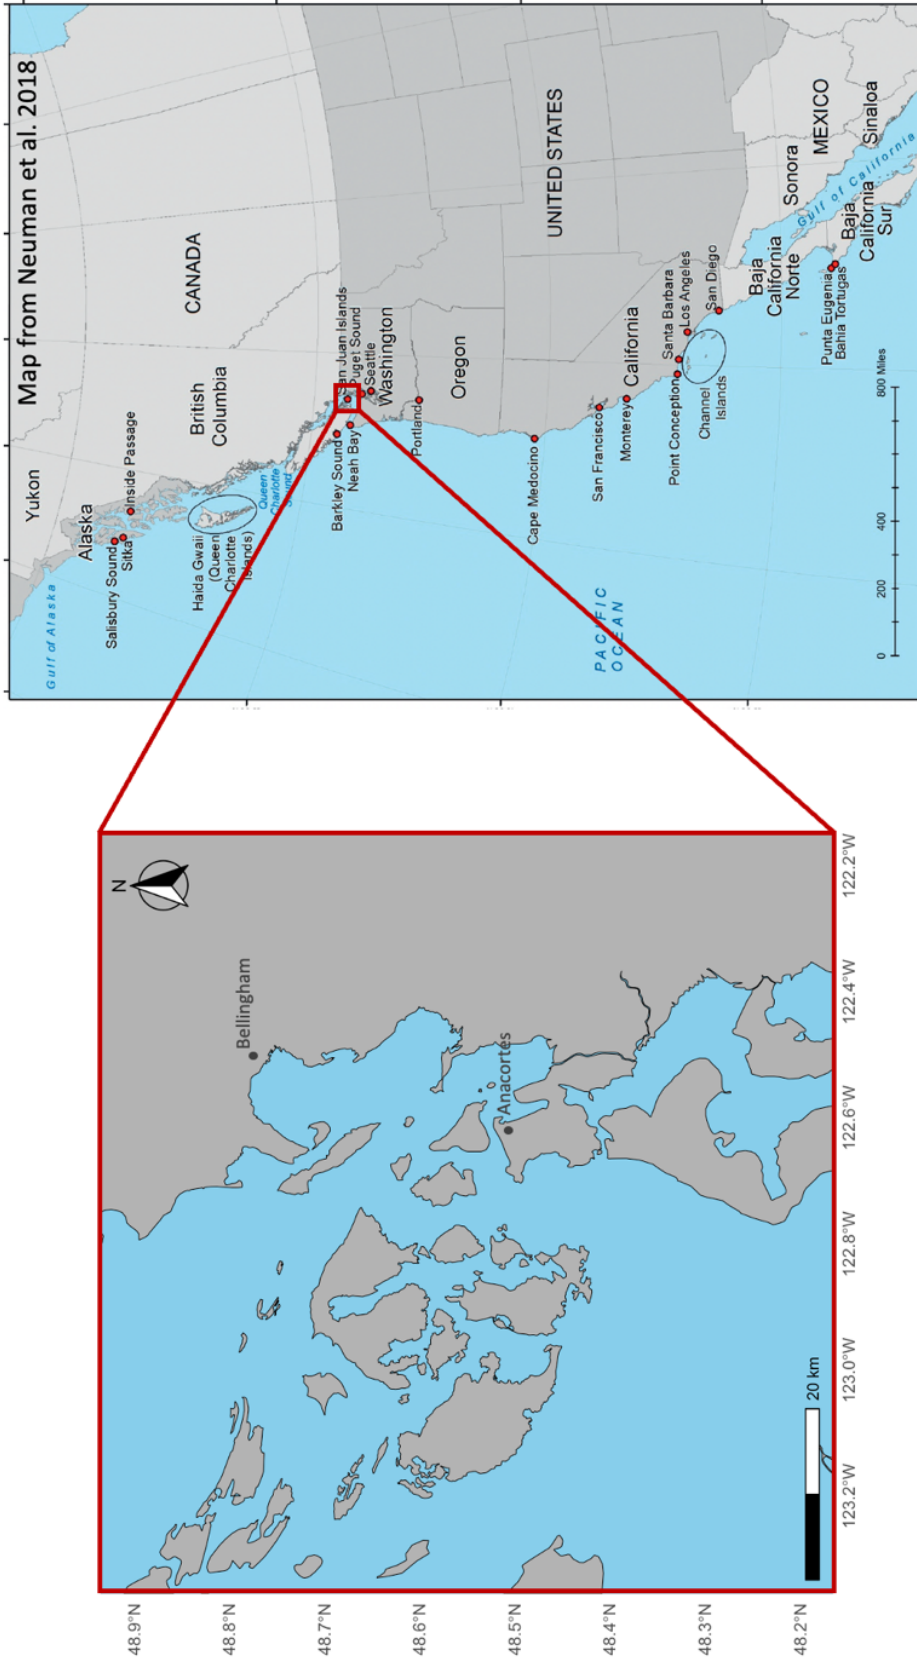 Map from Neuman et al. 2018
Yukon
Gulf of Alaska
Alaska
Salisbury Sound
Sitka
Inside Passage
CANADA
British
Columbia
Haida Gwaii
(Queen
Charlotte
Islands)
Queen
Charlotte
Sound
San Juan Islands
Puget Sound
Seattle
Washington
Barkley Sound
Neah Bay
Portland
Oregon
UNITED STATES
Cape Medocino
San Francisco
Monterey
California
PACIFIC
OCEAN
Point Conception
Santa Barbara
Los Angeles
San Diego
Channel
Islands
Baja
California
Norte
Sonora
MEXICO
Gulf of California
Baja
California
Sur
Sinaloa
Punta Eugenia
Bahia Tortugas
0 200 400 800 Miles
N
Bellingham
Anacortes
20 km
48.9°N
48.8°N
48.7°N
48.6°N
48.5°N
48.4°N
48.3°N
48.2°N
123.2°W
123.0°W
122.8°W
122.6°W
122.4°W
122.2°W